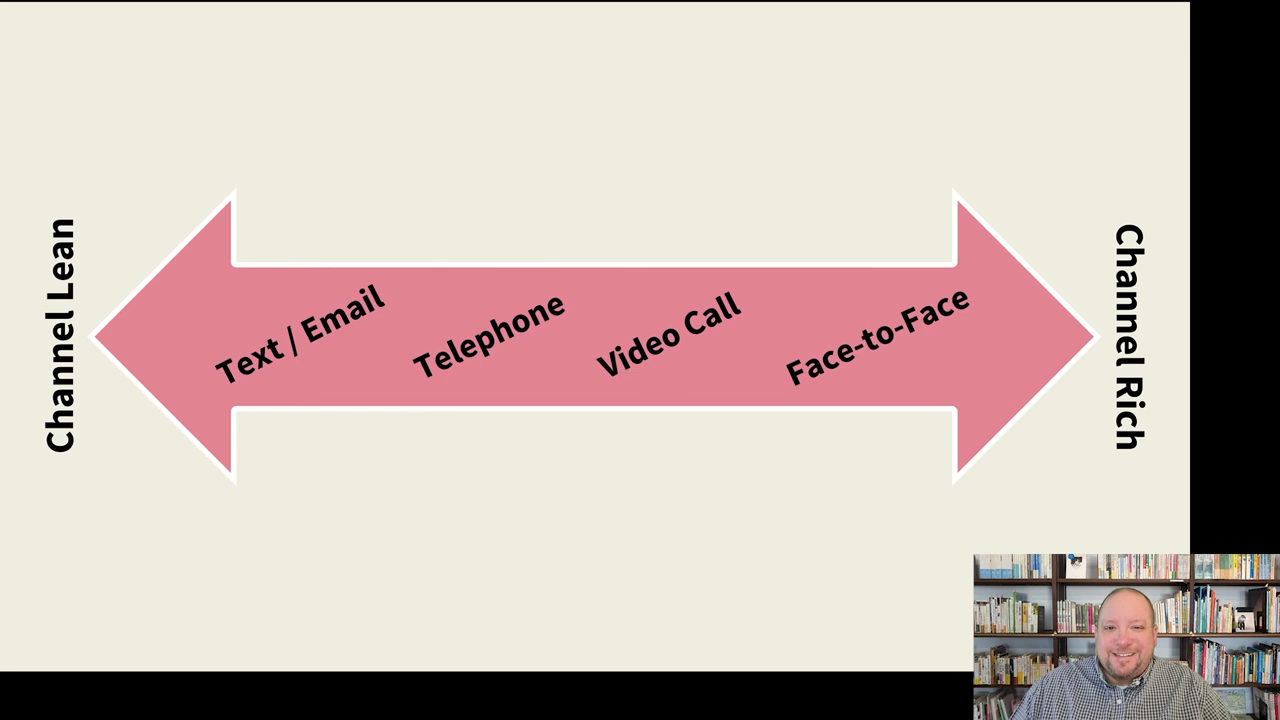 Channel Lean
Text / Email
Telephone
Video Call
Face-to-Face
Channel Rich